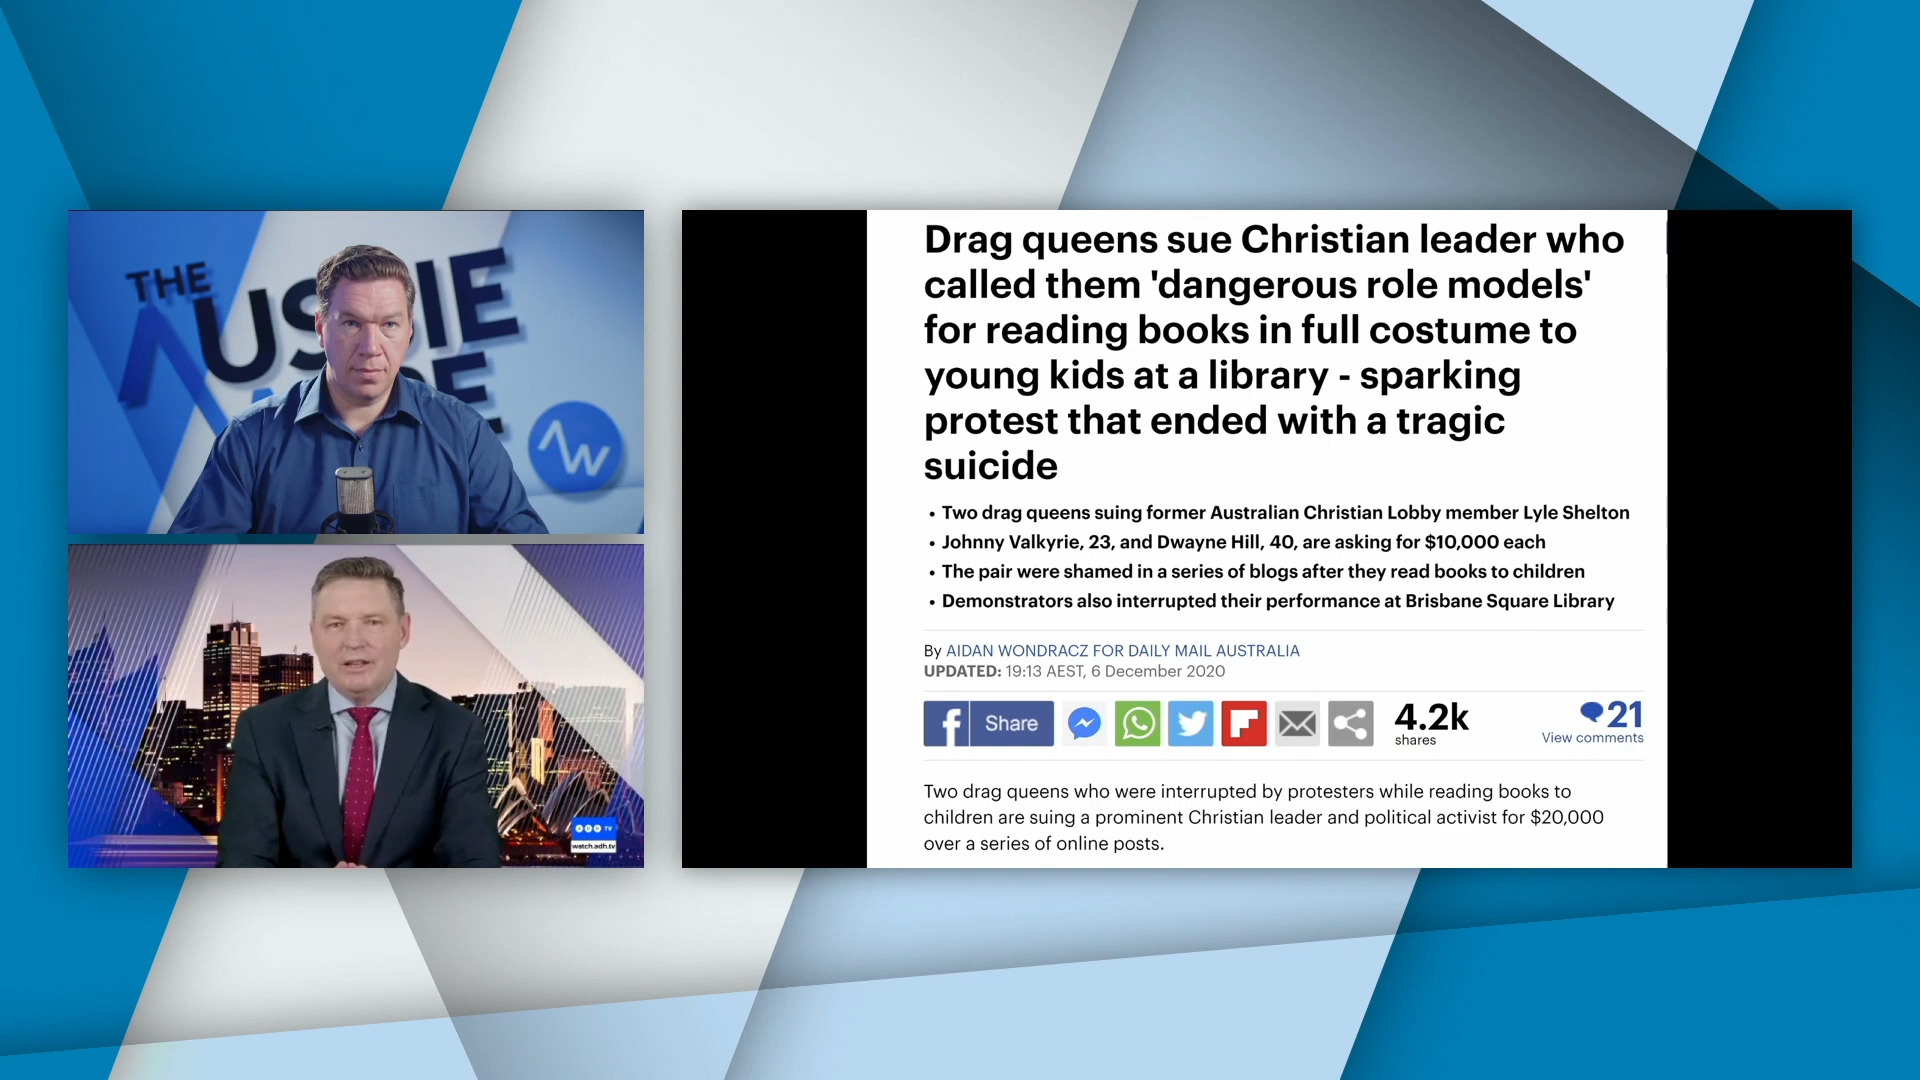 THE
AUSSIE
AW
ADH TV
watch.adh.tv
Drag queens sue Christian leader who
called them 'dangerous role models'
for reading books in full costume to
young kids at a library - sparking
protest that ended with a tragic
suicide
• Two drag queens suing former Australian Christian Lobby member Lyle Shelton
• Johnny Valkyrie, 23, and Dwayne Hill, 40, are asking for $10,000 each
• The pair were shamed in a series of blogs after they read books to children
• Demonstrators also interrupted their performance at Brisbane Square Library
By AIDAN WONDRACZ FOR DAILY MAIL AUSTRALIA
UPDATED: 19:13 AEST, 6 December 2020
f Share
4.2k
shares
21
View comments
Two drag queens who were interrupted by protesters while reading books to
children are suing a prominent Christian leader and political activist for $20,000
over a series of online posts.